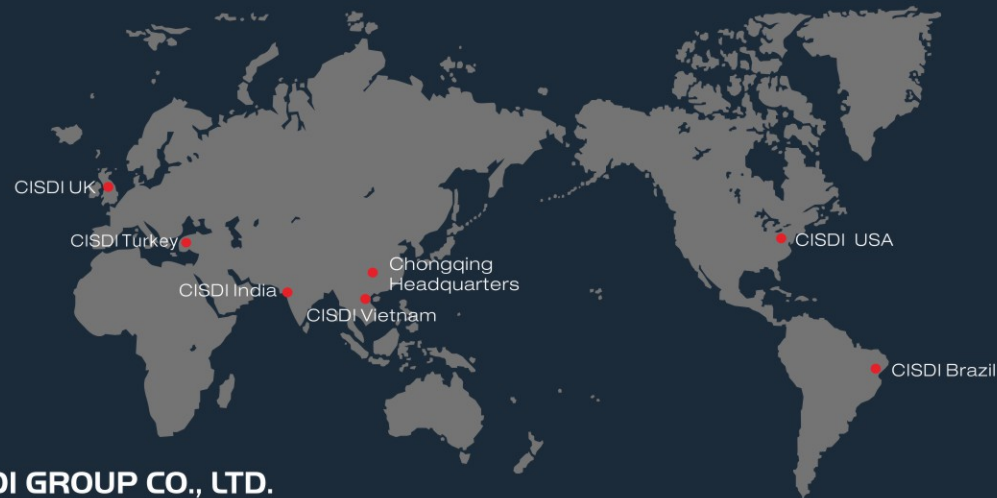 CISDI UK
CISDI Turkey
CISDI India
Chongqing
Headquarters
CISDI Vietnam
CISDI USA
CISDI Brazil
DI GROUP CO., LTD.